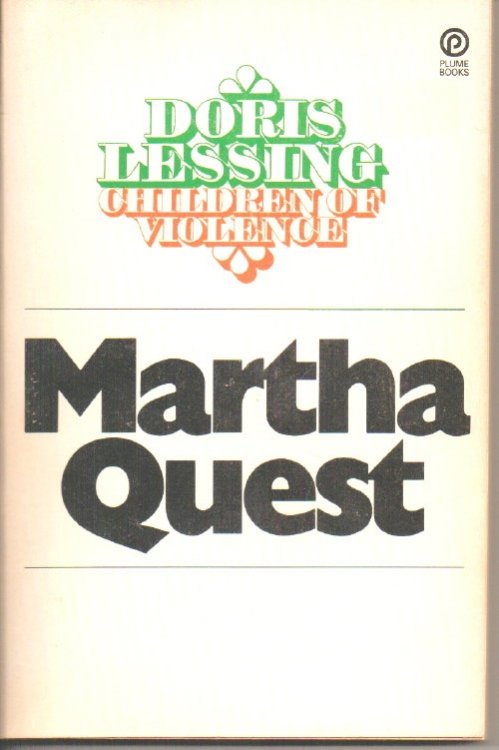 PLUME
BOOKS
DORIS
LESSING
CHILDREN OF
VIOLENCE
Martha
Quest